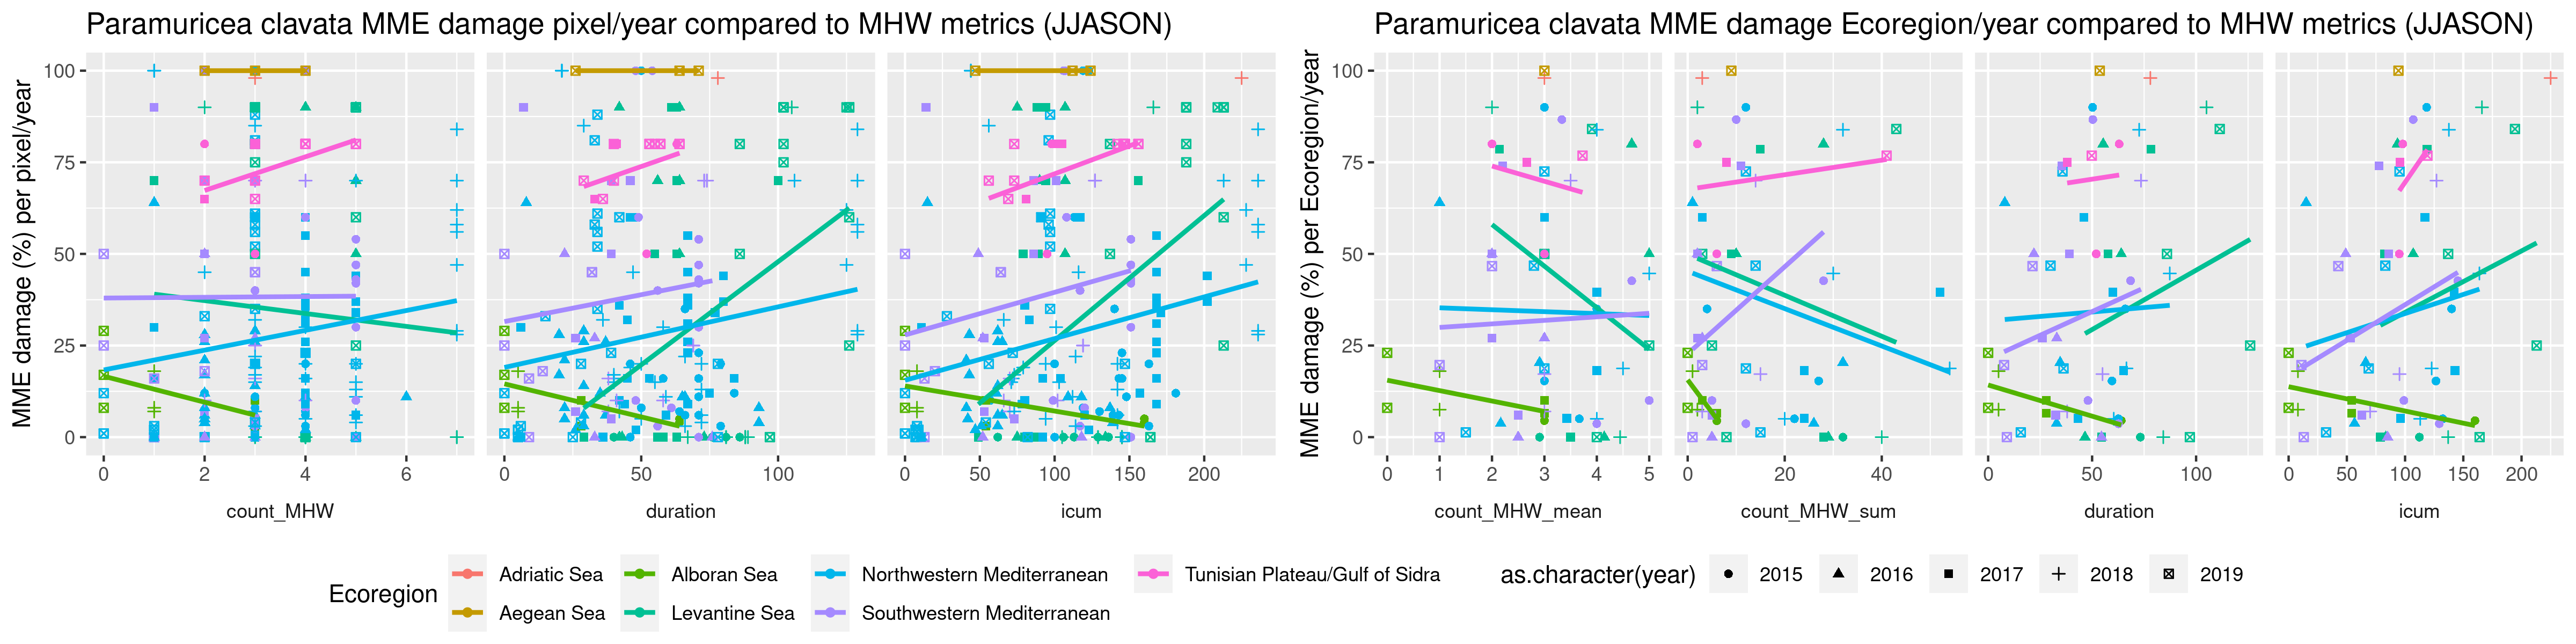 Paramuricea clavata MME damage pixel/year compared to MHW metrics (JJASON)
MME damage (%) per pixel/year
100
75
50
25
0
0 2 4 6
0 50 100
0 50 100 150 200
count_MHW duration icum
Paramuricea clavata MME damage Ecoregion/year compared to MHW metrics (JJASON)
MME damage (%) per Ecoregion/year
100
75
50
25
0
0 1 2 3 4 5
0 20 40
0 50 100
0 50 100 150 200
count_MHW_mean count_MHW_sum duration icum
Ecoregion
Adriatic Sea Alboran Sea Northwestern Mediterranean Tunisian Plateau/Gulf of Sidra
Aegean Sea Levantine Sea Southwestern Mediterranean
as.character(year) 2015 2016 2017 2018 2019